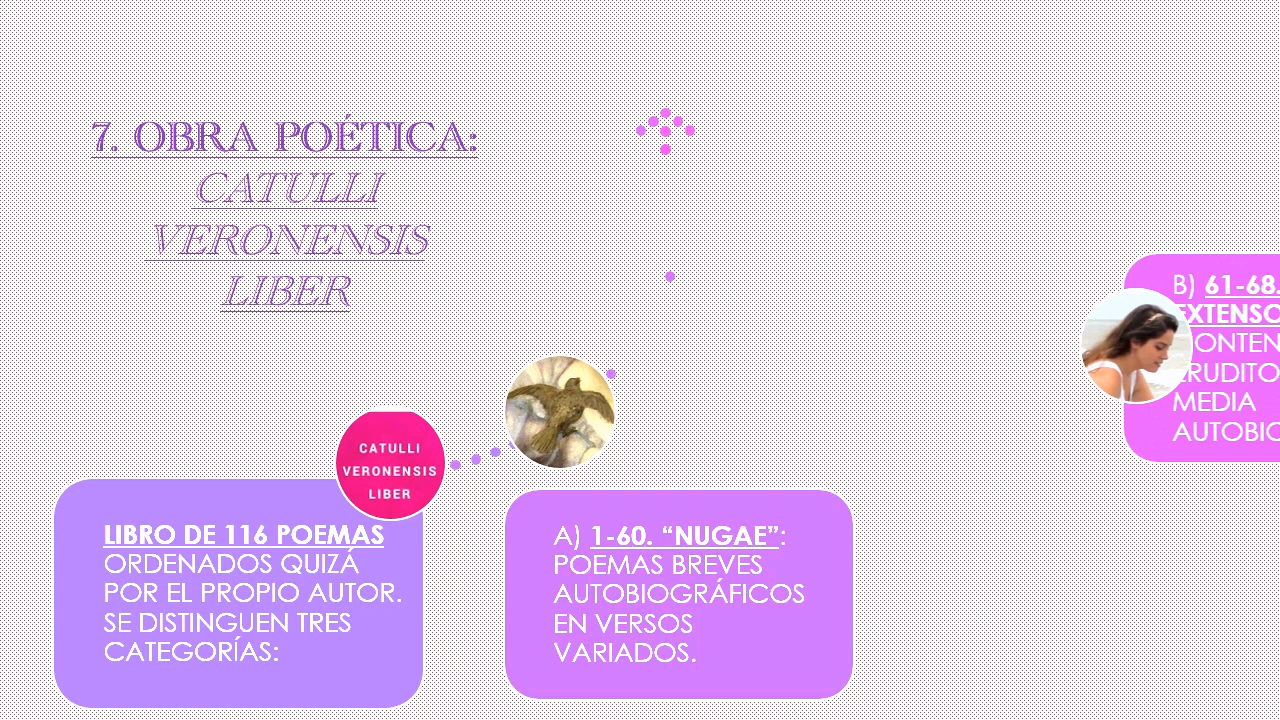 7. OBRA POÉTICA:
CATULLI
VERONENSIS
LIBER
CATULLI
VERONENSIS
LIBER
LIBRO DE 116 POEMAS
ORDENADOS QUIZÁ
POR EL PROPIO AUTOR.
SE DISTINGUEN TRES
CATEGORÍAS:
A) 1-60. “NUGAE”:
POEMAS BREVES
AUTOBIOGRÁFICOS
EN VERSOS
VARIADOS.
B) 61-68.
MEDIA